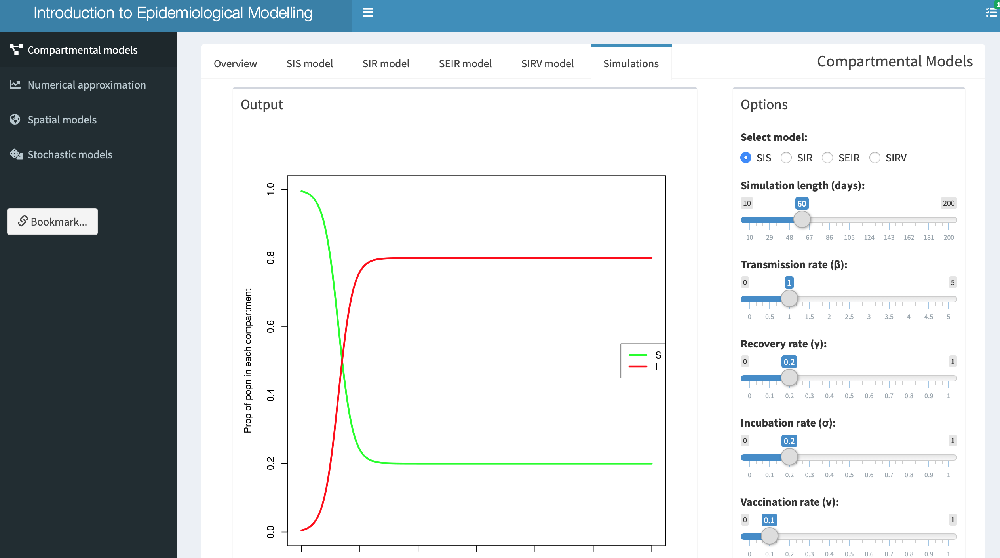 Introduction to Epidemiological Modelling
1
Compartmental models
Numerical approximation
Spatial models
Stochastic models
Bookmark...
Overview
SIS model
SIR model
SEIR model
SIRV model
Simulations
Compartmental Models
Output
Prop of popn in each compartment
1.0
0.8
0.6
0.4
0.2
0.0
S
I
Options
Select model:
SIS SIR SEIR SIRV
Simulation length (days):
10 60 200
10 29 48 67 86 105 124 143 162 181 200
Transmission rate (β):
0 1 5
0 0.5 1 1.5 2 2.5 3 3.5 4 4.5 5
Recovery rate (γ):
0 0.2 1
0 0.1 0.2 0.3 0.4 0.5 0.6 0.7 0.8 0.9 1
Incubation rate (σ):
0 0.2 1
0 0.1 0.2 0.3 0.4 0.5 0.6 0.7 0.8 0.9 1
Vaccination rate (ν):
0 0.1 1
0 0.1 0.2 0.3 0.4 0.5 0.6 0.7 0.8 0.9 1